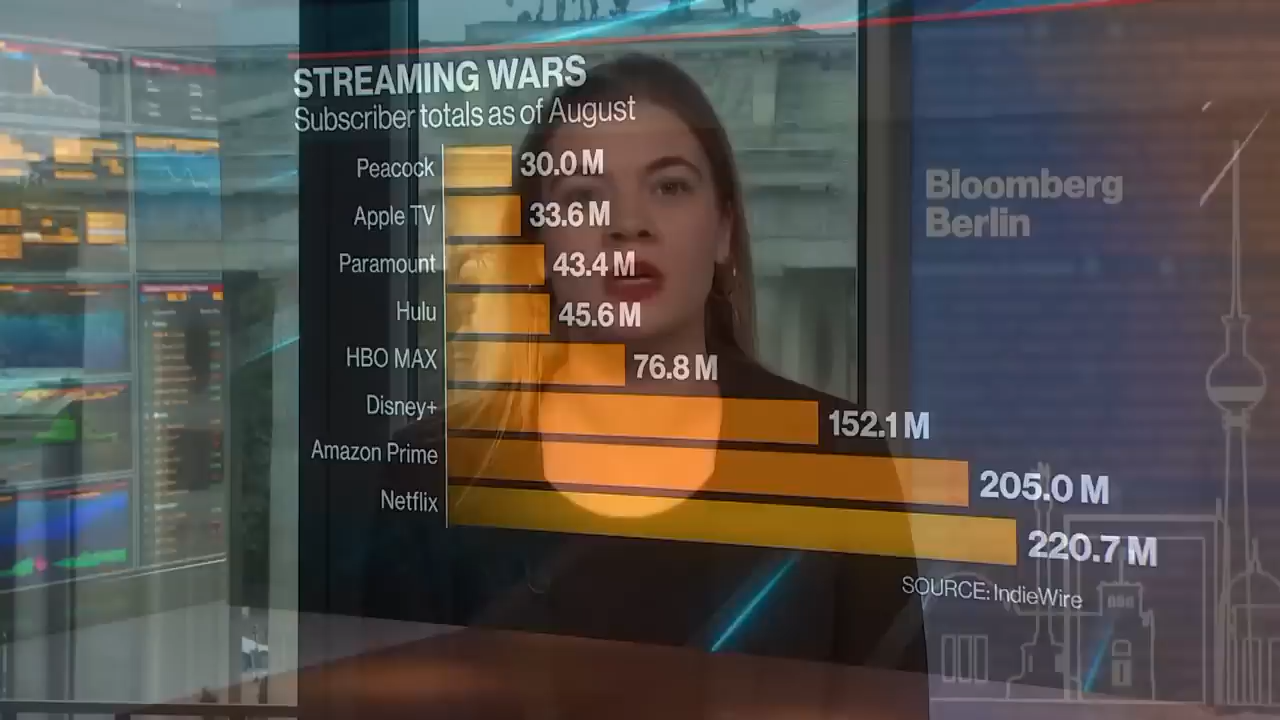 STREAMING WARS
Subscriber totals as of August
Peacock 30.0 M
Apple TV 33.6 M
Paramount 43.4 M
Hulu 45.6 M
HBO MAX 76.8 M
Disney+ 152.1 M
Amazon Prime 205.0 M
Netflix 220.7 M
SOURCE: IndieWire
Bloomberg
Berlin